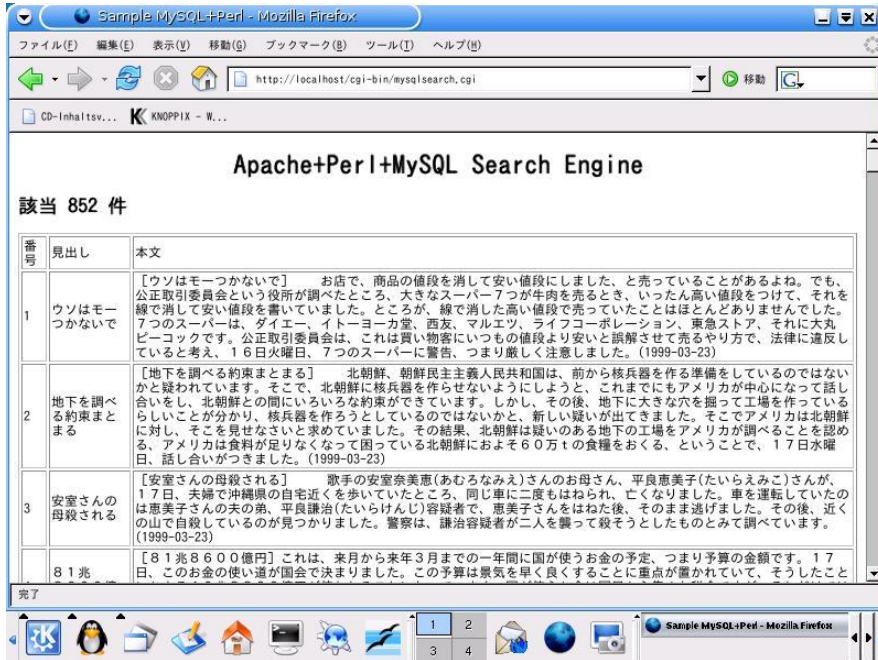 Sample MySQL+Perl - Mozilla Firefox
ファイル(F) 編集(E) 表示(V) 移動(G) ブックマーク(B) ツール(T) ヘルプ(H)
http://localhost/cgi-bin/mysqlsearch.cgi 移動
CD-Inhaltsv... KNOPPIX - W...
Apache+Perl+MySQL Search Engine
該当 852 件
番号 見出し 本文
1 ウソはモーつかないで
[ウソはモーつかないで] お店で、商品の値段を消して安い値段にしました、と売っていることがあるよね。でも、
公正取引委員会という役所が調べたところ、大きなスーパー7つが牛肉を売るとき、いったん高い値段をつけて、それを
線で消して安い値段を書いていました。ところが、線で消した高い値段で売っていたことはほとんどありませんでした。
7つのスーパーは、ダイエー、イトーヨーカ堂、西友、マルエツ、ライフコーポレーション、東急ストア、それに大丸
ピーコックです。公正取引委員会は、これは買い物客にいつもの値段より安いと誤解させて売るやり方で、法律に違反し
ていると考え、16日火曜日、7つのスーパーに警告、つまり厳しく注意しました。(1999-03-23)
2 地下を調べる約束まとまる
[地下を調べる約束まとまる] 北朝鮮、朝鮮民主主義人民共和国は、前から核兵器を作る準備をしているのではない
かと疑われています。そこで、北朝鮮に核兵器を作らせないようにしようと、これまでにもアメリカが中心になって話し
合いをし、北朝鮮との間にいろいろな約束ができています。しかし、その後、地下に大きな穴を掘って工場を作っている
らしいことが分かり、核兵器を作ろうとしているのではないかと、新しい疑いが出てきました。そこでアメリカは北朝鮮
に対し、そこを見せなさいと求めていました。その結果、北朝鮮は疑いのある地下の工場をアメリカが調べることを認め
る、アメリカは食料が足りなくなって困っている北朝鮮におよそ60万tの食糧をおくる、ということで、17日水曜
日、話し合いがつきました。(1999-03-23)
3 安室さんの母殺される
[安室さんの母殺される] 歌手の安室奈美恵(あむろなみえ)さんのお母さん、平良恵美子(たいらえみこ)さんが、
17日、夫婦で沖縄県の自宅近くを歩いていたところ、同じ車に二度もはねられ、亡くなりました。車を運転していたの
は恵美子さんの夫の弟、平良謙治(たいらけんじ)容疑者で、恵美子さんをはねた後、そのまま逃げました。その後、近く
の山で自殺しているのが見つかりました。警察は、謙治容疑者が二人を襲って殺そうとしたものとみて調べています。
(1999-03-23)
81兆
[81兆8600億円] これは、来月から来年3月までの一年間に国が使うお金の予定、つまり予算の金額です。17
日、このお金の使い道が国会で決まりました。この予算は景気を早く良くすることに重点が置かれていて、そうしたこと
完了
1 2
3 4
Sample MySQL+Perl - Mozilla Firefox